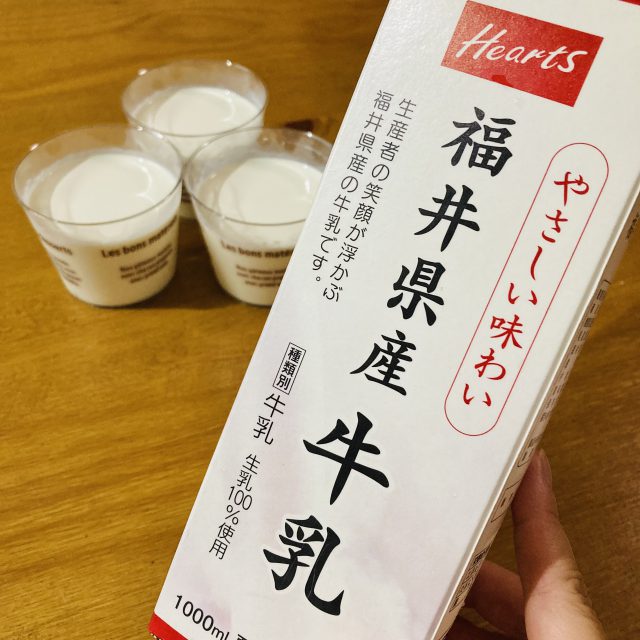 Hearts
やさしい味わい
福井県産牛乳
生産者の笑顔が浮かぶ
福井県産の牛乳です。
種類別 牛乳 生乳100%使用
1000ml
Les bons mat
Les bons mater